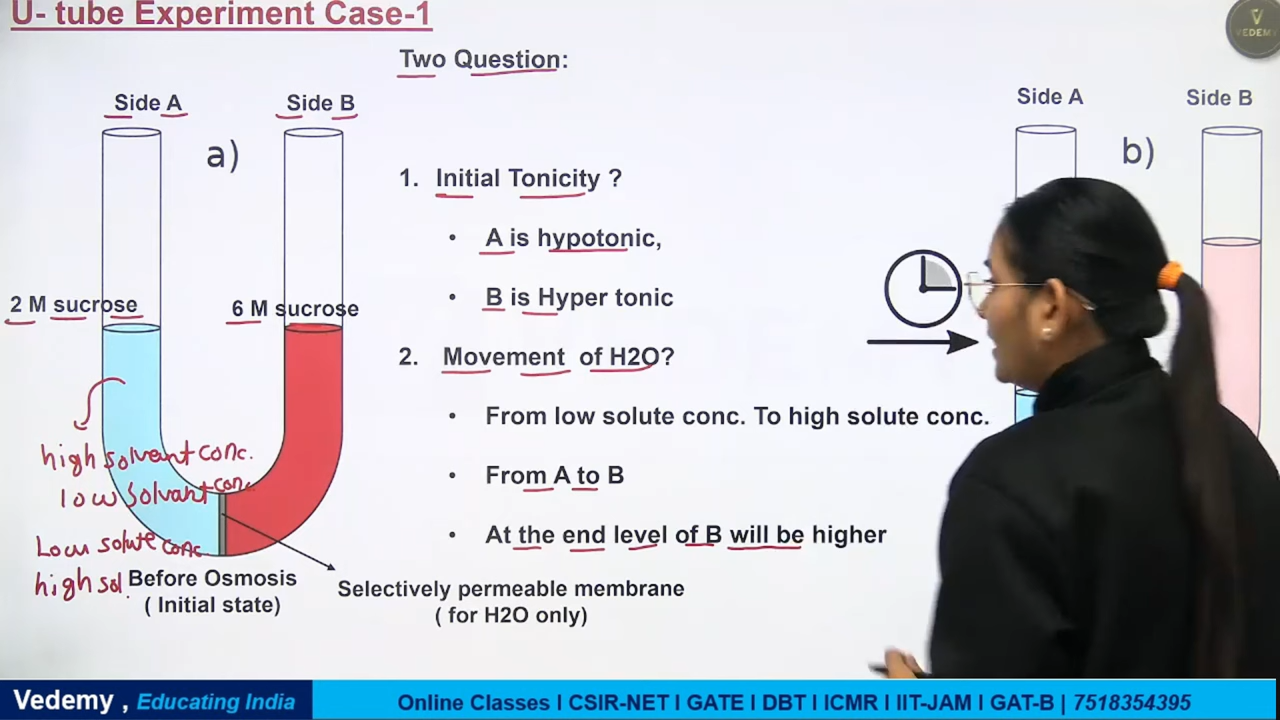 U- tube Experiment Case-1
VEDEMY
Two Question:
Side A
Side B
a)
2 M sucrose
6 M sucrose
high solvent conc.
low solvant conc
Low solute conc
high sol.
Before Osmosis
( Initial state)
Selectively permeable membrane
( for H2O only)
1. Initial Tonicity ?
• A is hypotonic,
• B is Hyper tonic
2. Movement of H2O?
• From low solute conc. To high solute conc.
• From A to B
• At the end level of B will be higher
Side A
Side B
b)
Vedemy , Educating India
Online Classes I CSIR-NET I GATE I DBT I ICMR I IIT-JAM I GAT-B | 7518354395